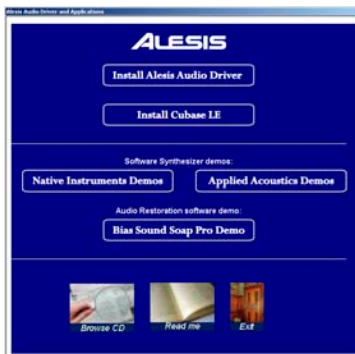 Alesis Audio Driver and Applications
ALESIS
Install Alesis Audio Driver
Install Cubase LE
Software Synthesizer demos:
Native Instruments Demos
Applied Acoustics Demos
Audio Restoration software demo:
Bias Sound Soap Pro Demo
Browse CD
Read me
Exit